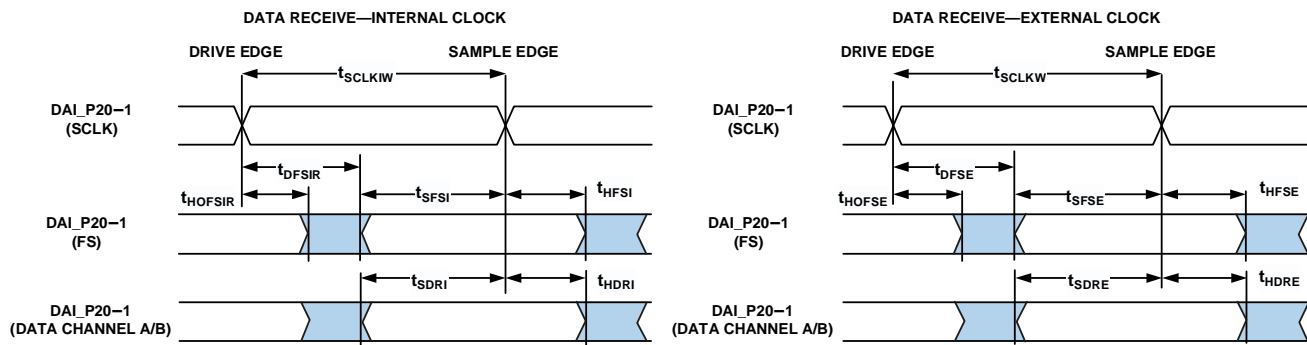 DATA RECEIVE—INTERNAL CLOCK
DRIVE EDGE
SAMPLE EDGE
tSCLKIW
DAI_P20–1
(SCLK)
tDFSIR
tHOFSIR
tSFSI
tHFSI
DAI_P20–1
(FS)
tSDRI
tHDRI
DAI_P20–1
(DATA CHANNEL A/B)
DATA RECEIVE—EXTERNAL CLOCK
DRIVE EDGE
SAMPLE EDGE
tSCLKW
DAI_P20–1
(SCLK)
tDFSE
tHOFSE
tSFSE
tHFSE
DAI_P20–1
(FS)
tSDRE
tHDRE
DAI_P20–1
(DATA CHANNEL A/B)